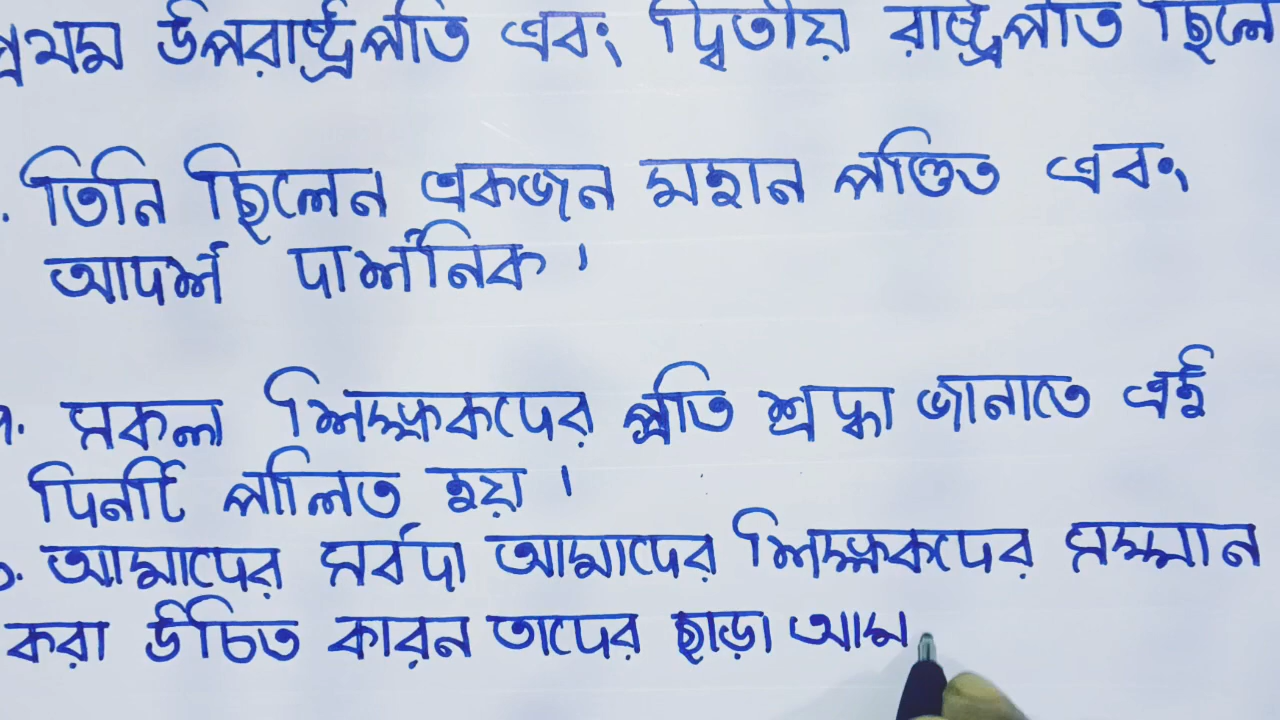 প্রথম উপরাষ্ট্রপতি এবং দ্বিতীয় রাষ্ট্রপতি ছিলে
. তিনি ছিলেন একজন মহান পণ্ডিত এবং
আদর্শ দার্শনিক।
. সকল শিক্ষকদের প্রতি শ্রদ্ধা জানাতে এই
দিনটি পালিত হয়।
. আমাদের সর্বদা আমাদের শিক্ষকদের সম্মান
করা উচিত কারন তাদের ছাড়া আম